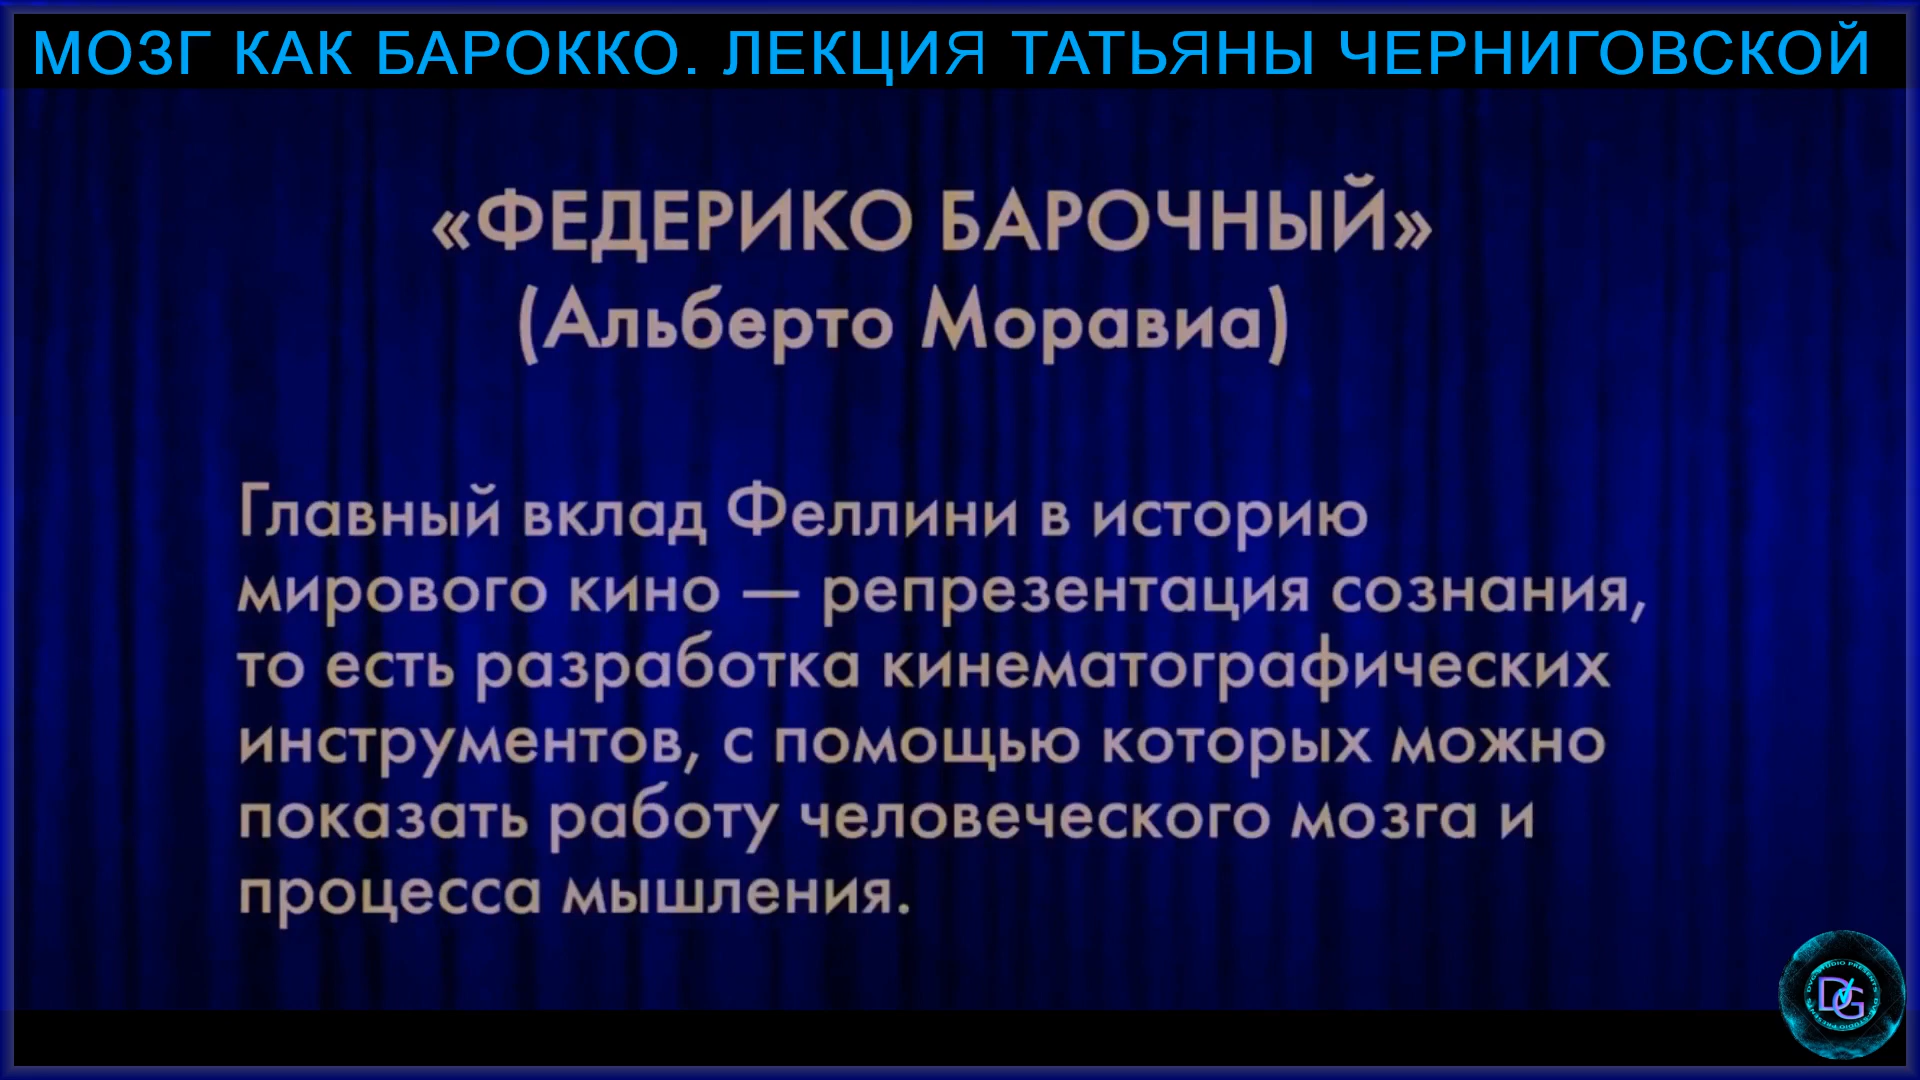 МОЗГ КАК БАРОККО. ЛЕКЦИЯ ТАТЬЯНЫ ЧЕРНИГОВСКОЙ
«ФЕДЕРИКО БАРОЧНЫЙ»
(Альберто Моравиа)
Главный вклад Феллини в историю
мирового кино — репрезентация сознания,
то есть разработка кинематографических
инструментов, с помощью которых можно
показать работу человеческого мозга и
процесса мышления.